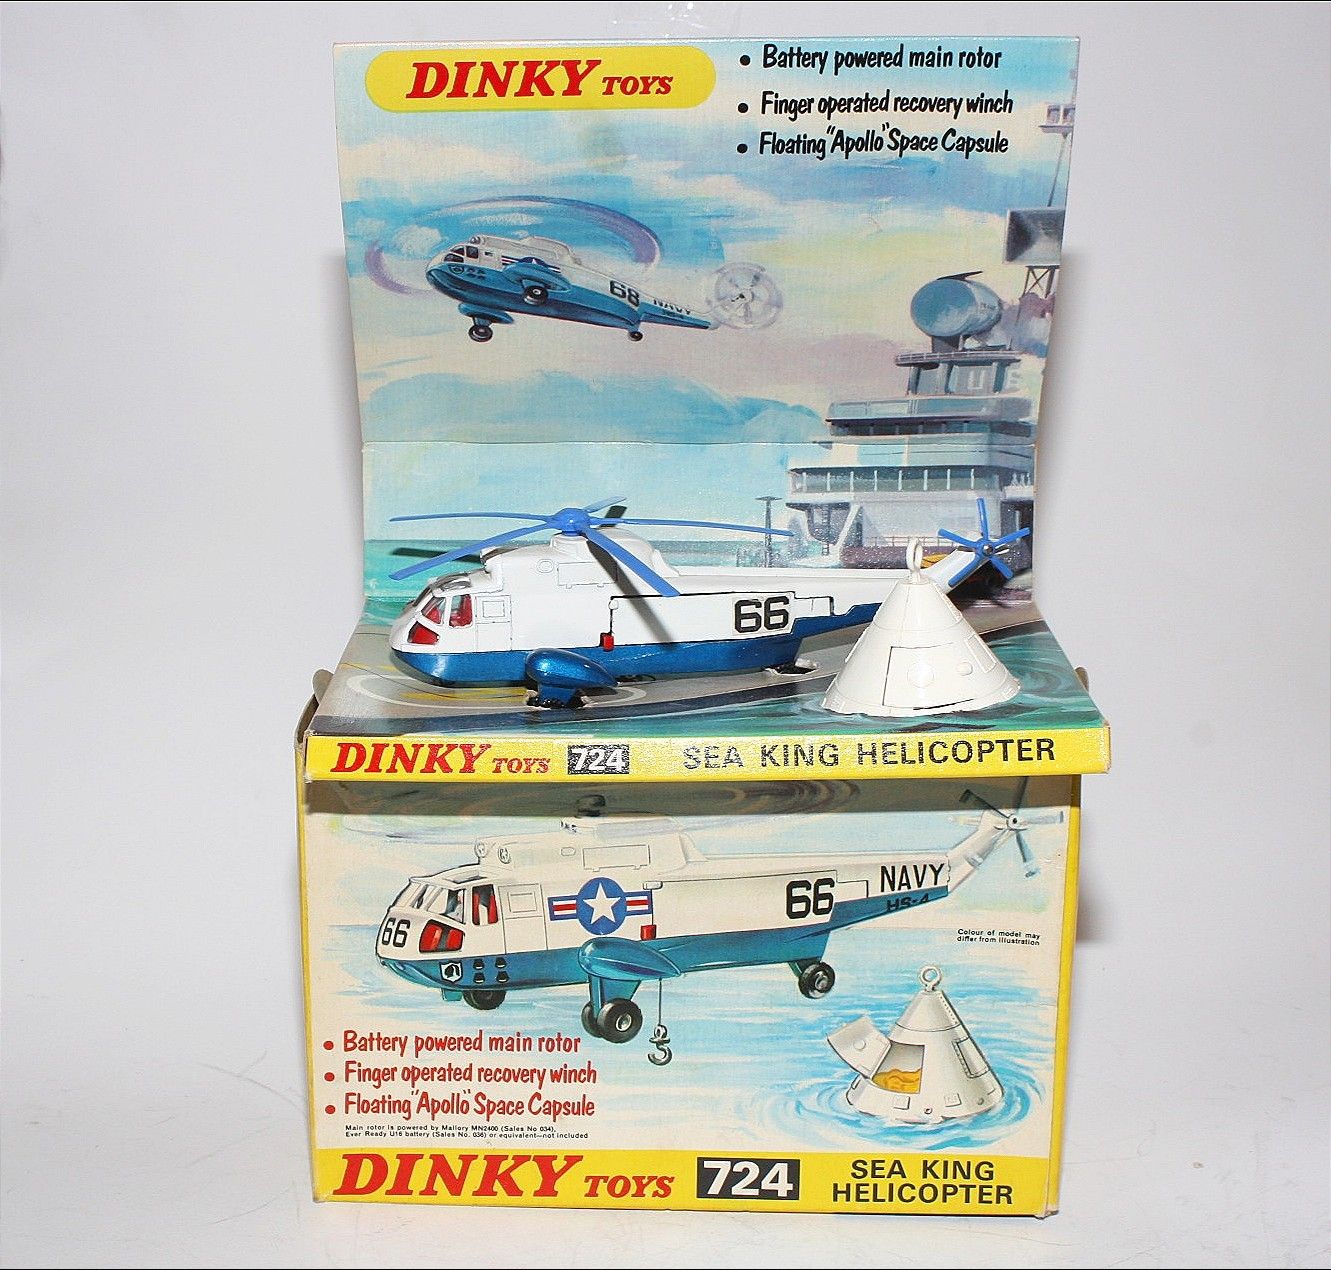 DINKY TOYS
• Battery powered main rotor
• Finger operated recovery winch
• Floating "Apollo" Space Capsule
68 NAVY
U S
66
DINKY TOYS 724 SEA KING HELICOPTER
66
66
NAVY
HS-4
Colour of model may
differ from illustration
• Battery powered main rotor
• Finger operated recovery winch
• Floating "Apollo" Space Capsule
Main rotor is powered by Mallory MN2400 (Sales No 034),
Ever Ready U16 battery (Sales No. 036) or equivalent—not included
DINKY TOYS 724 SEA KING
HELICOPTER